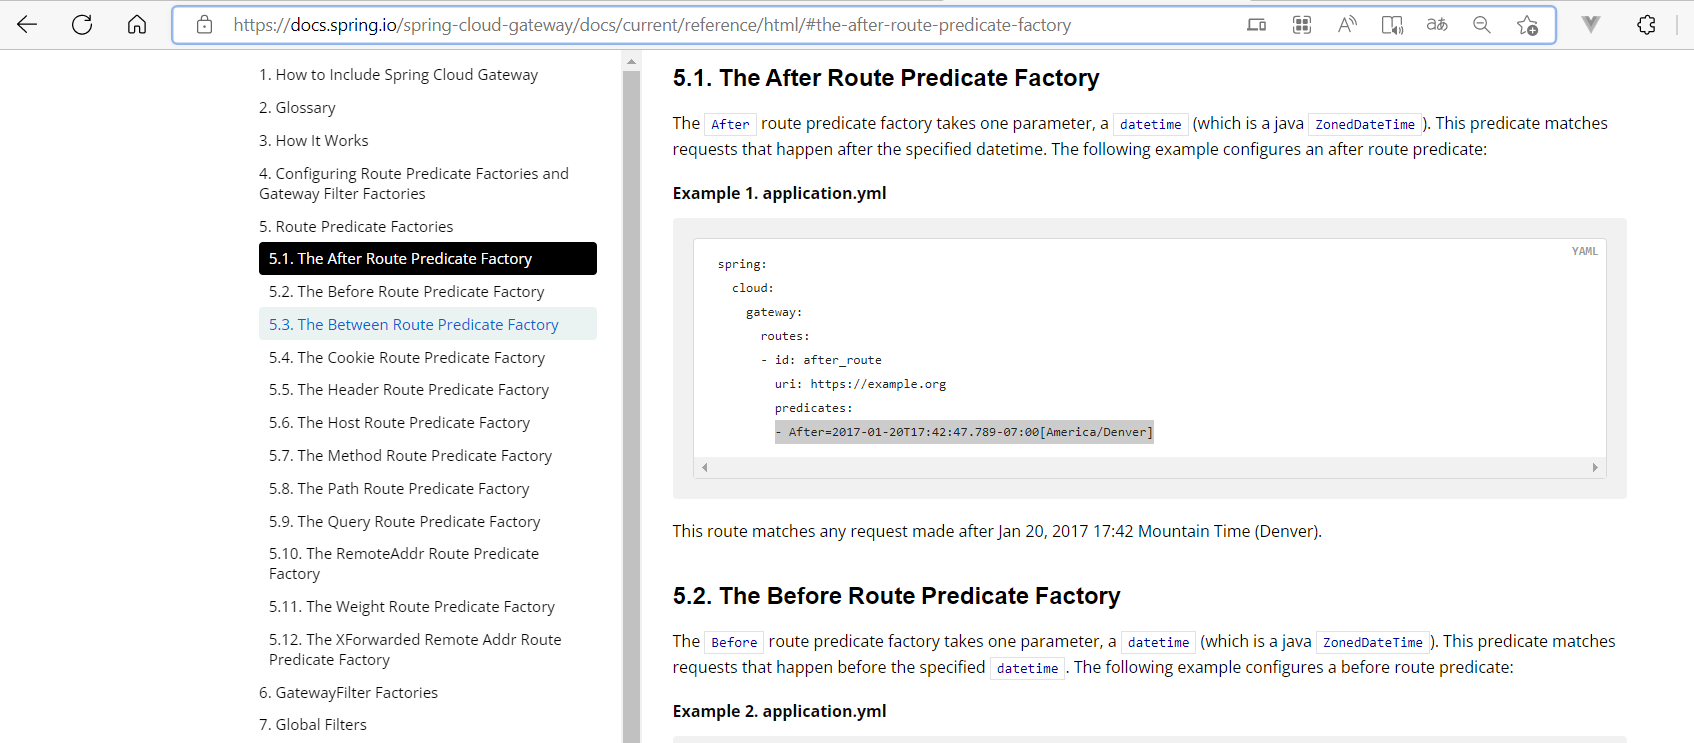 https://docs.spring.io/spring-cloud-gateway/docs/current/reference/html/#the-after-route-predicate-factory
1. How to Include Spring Cloud Gateway
2. Glossary
3. How It Works
4. Configuring Route Predicate Factories and
Gateway Filter Factories
5. Route Predicate Factories
5.1. The After Route Predicate Factory
5.2. The Before Route Predicate Factory
5.3. The Between Route Predicate Factory
5.4. The Cookie Route Predicate Factory
5.5. The Header Route Predicate Factory
5.6. The Host Route Predicate Factory
5.7. The Method Route Predicate Factory
5.8. The Path Route Predicate Factory
5.9. The Query Route Predicate Factory
5.10. The RemoteAddr Route Predicate
Factory
5.11. The Weight Route Predicate Factory
5.12. The XForwarded Remote Addr Route
Predicate Factory
6. GatewayFilter Factories
7. Global Filters
5.1. The After Route Predicate Factory
The After route predicate factory takes one parameter, a datetime (which is a java ZonedDateTime ). This predicate matches
requests that happen after the specified datetime. The following example configures an after route predicate:
Example 1. application.yml
YAML
spring:
cloud:
gateway:
routes:
- id: after_route
uri: https://example.org
predicates:
- After=2017-01-20T17:42:47.789-07:00[America/Denver]
This route matches any request made after Jan 20, 2017 17:42 Mountain Time (Denver).
5.2. The Before Route Predicate Factory
The Before route predicate factory takes one parameter, a datetime (which is a java ZonedDateTime ). This predicate matches
requests that happen before the specified datetime . The following example configures a before route predicate:
Example 2. application.yml